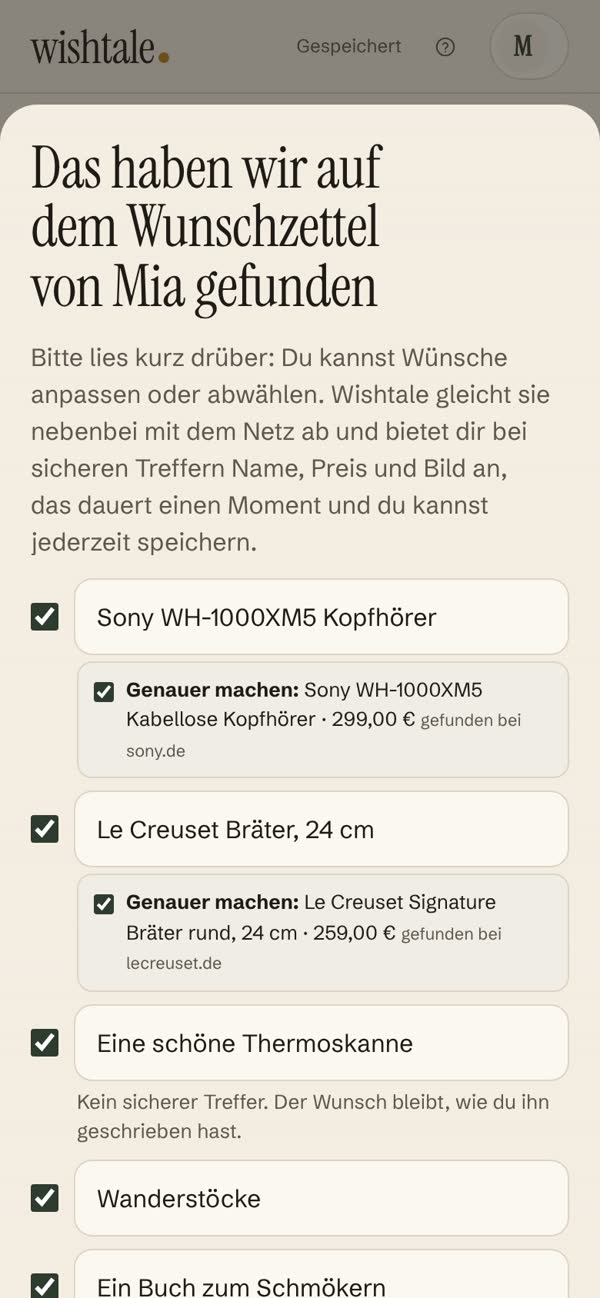 wishtale.
Gespeichert
?
M
Das haben wir auf
dem Wunschzettel
von Mia gefunden
Bitte lies kurz drüber: Du kannst Wünsche
anpassen oder abwählen. Wishtale gleicht sie
nebenbei mit dem Netz ab und bietet dir bei
sicheren Treffern Name, Preis und Bild an,
das dauert einen Moment und du kannst
jederzeit speichern.
Sony WH-1000XM5 Kopfhörer
Genauer machen: Sony WH-1000XM5
Kabellose Kopfhörer · 299,00 € gefunden bei
sony.de
Le Creuset Bräter, 24 cm
Genauer machen: Le Creuset Signature
Bräter rund, 24 cm · 259,00 € gefunden bei
lecreuset.de
Eine schöne Thermoskanne
Kein sicherer Treffer. Der Wunsch bleibt, wie du ihn
geschrieben hast.
Wanderstöcke
Ein Buch zum Schmökern